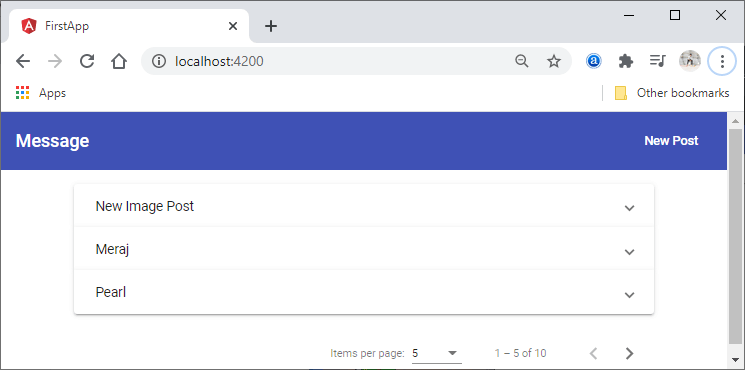 FirstApp
localhost:4200
Apps
Other bookmarks
Message New Post
New Image Post
Meraj
Pearl
Items per page: 5 1 – 5 of 10